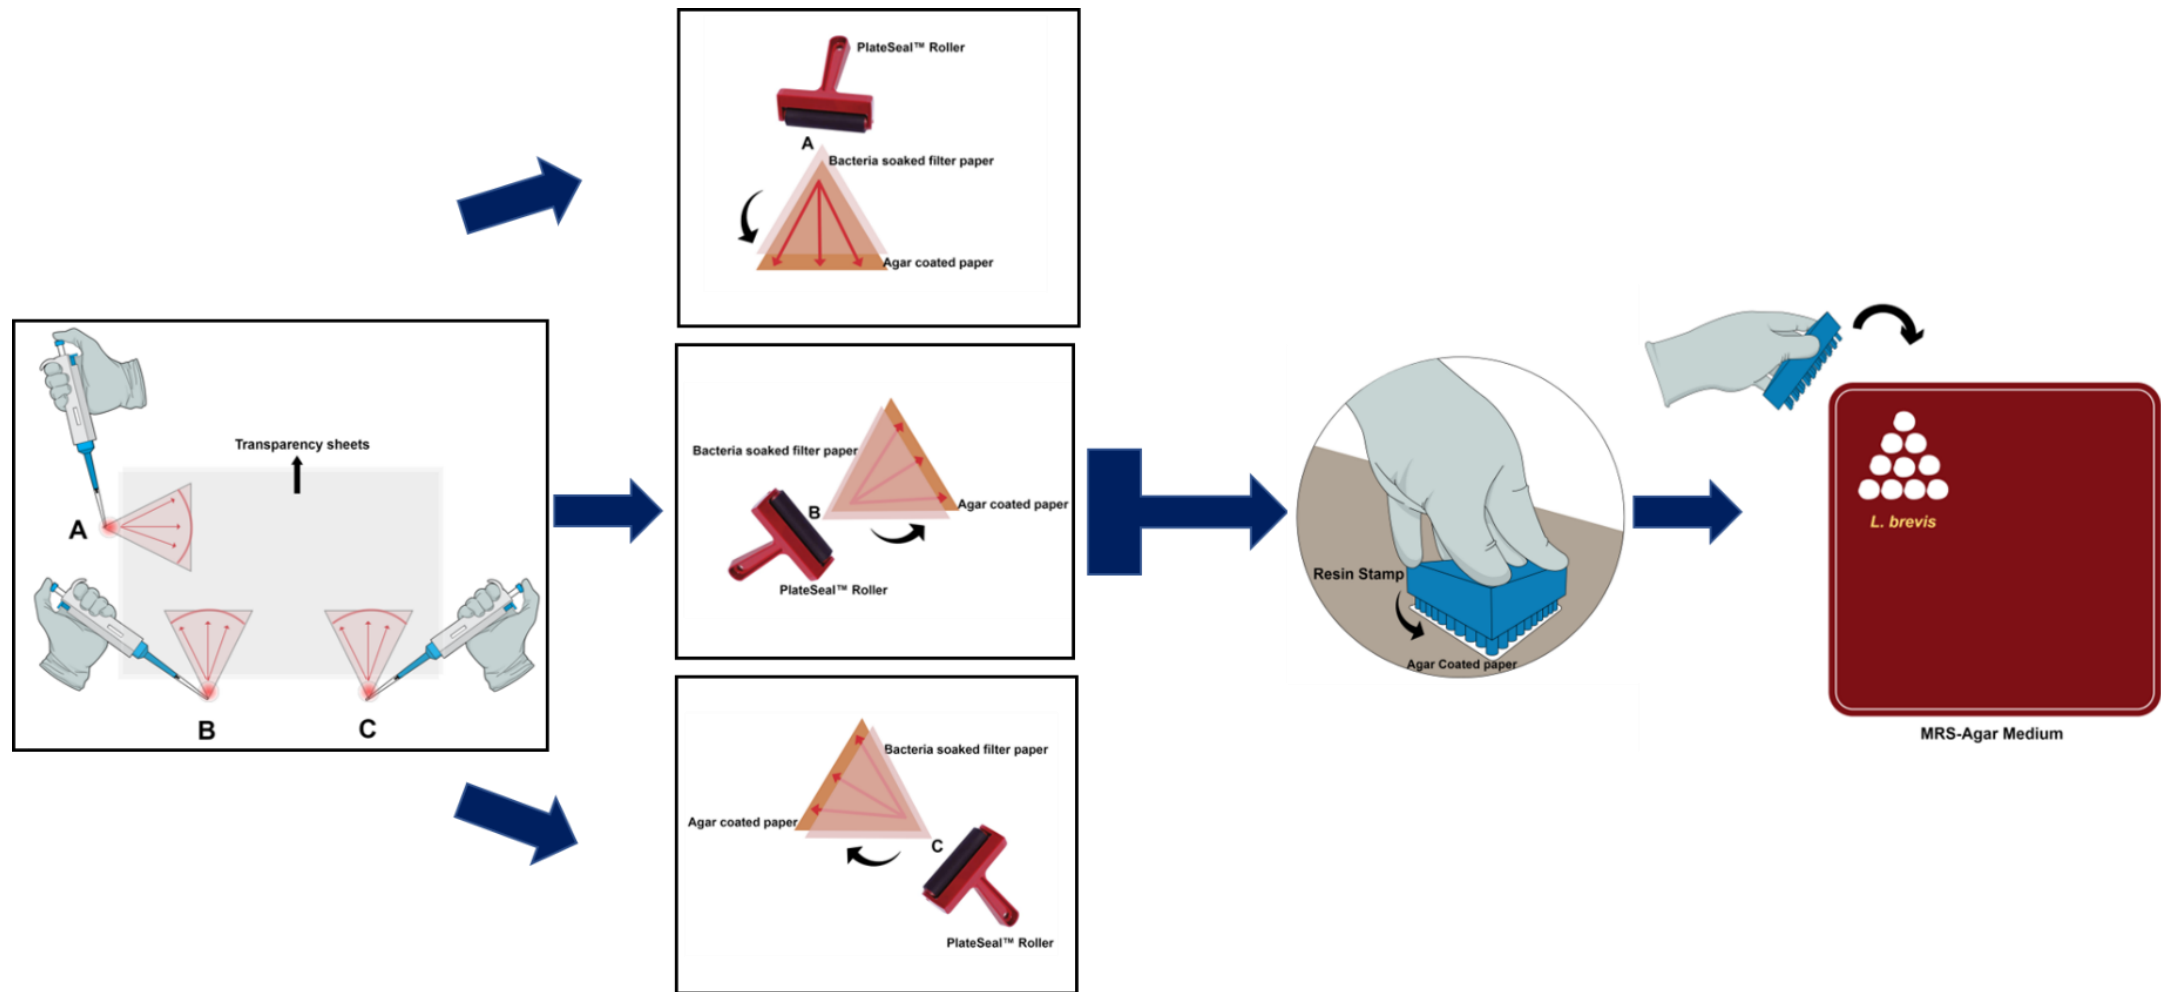 Transparency sheets
A
B
C
PlateSeal™ Roller
A
Bacteria soaked filter paper
Agar coated paper
Bacteria soaked filter paper
Agar coated paper
B
PlateSeal™ Roller
Bacteria soaked filter paper
Agar coated paper
C
PlateSeal™ Roller
Resin Stamp
Agar Coated paper
L. brevis
MRS-Agar Medium